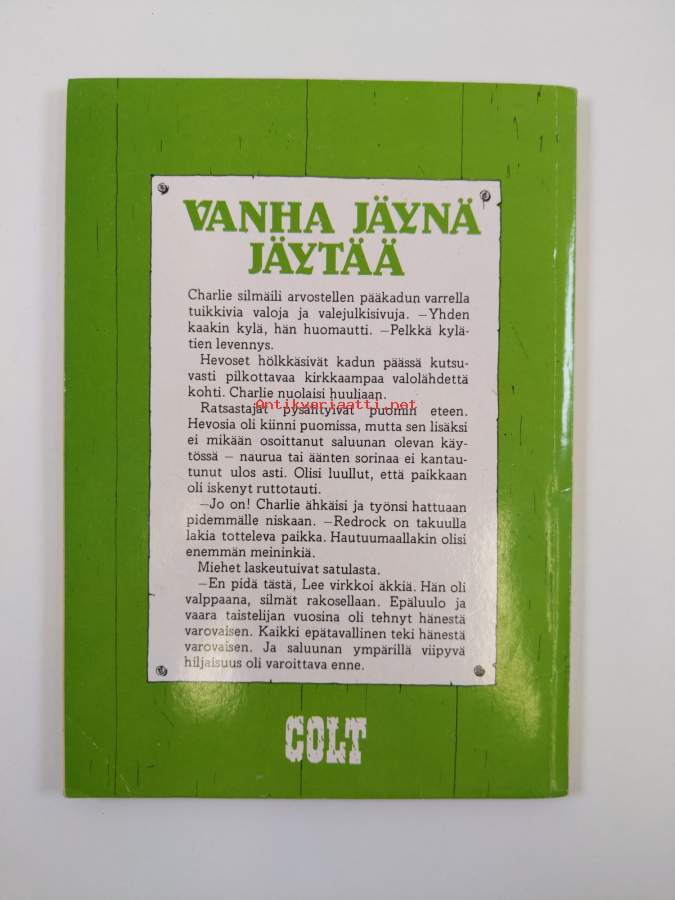 VANHA JÄYNÄ
JÄYTÄÄ
Charlie silmäili arvostellen pääkadun varrella
tuikkivia valoja ja valejulkisivuja. —Yhden
kaakin kylä, hän huomautti. —Pelkkä kylä-
tien levennys.
Hevoset hölkkäsivät kadun päässä kutsu-
vasti pilkottavaa kirkkaampaa valolähdettä
kohti. Charlie nuolaisi huuliaan.
Antikvariaatti.net
Ratsastajat pysähtyivät puomin eteen.
Hevosia oli kiinni puomissa, mutta sen lisäksi
ei mikään osoittanut saluunan olevan käy-
tössä — naurua tai äänten sorinaa ei kantau-
tunut ulos asti. Olisi luullut, että paikkaan
oli iskenyt ruttotauti.
—Jo on! Charlie ähkäisi ja työnsi hattuaan
pidemmälle niskaan. —Redrock on takuulla
lakia totteleva paikka. Hautuumaallakin olisi
enemmän meininkiä.
Miehet laskeutuivat satulasta.
—En pidä tästä, Lee virkkoi äkkiä. Hän oli
valppaana, silmät rakosellaan. Epäluulo ja
vaara taistelijan vuosina oli tehnyt hänestä
varovaisen. Kaikki epätavallinen teki hänestä
varovaisen. Ja saluunan ympärillä viipyvä
hiljaisuus oli varoittava enne.
COLT